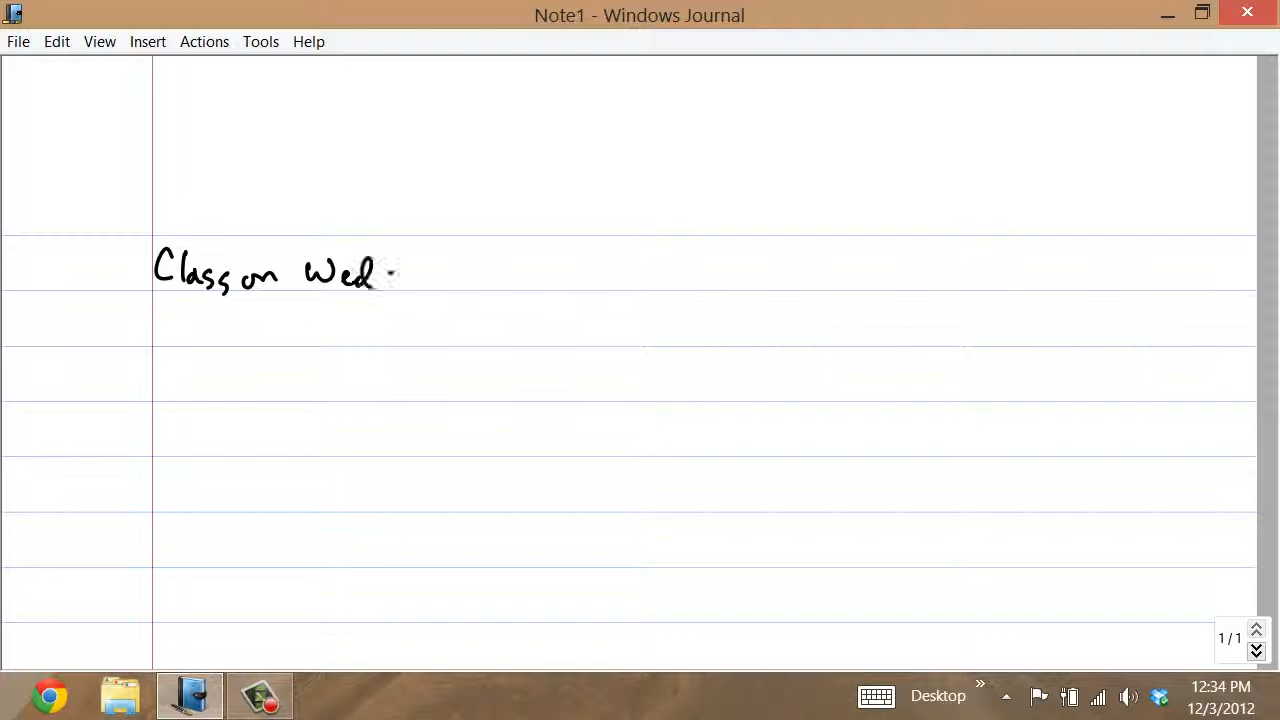 Note1 - Windows Journal
File Edit View Insert Actions Tools Help
Class on Wed
1 / 1
Desktop
12:34 PM
12/3/2012